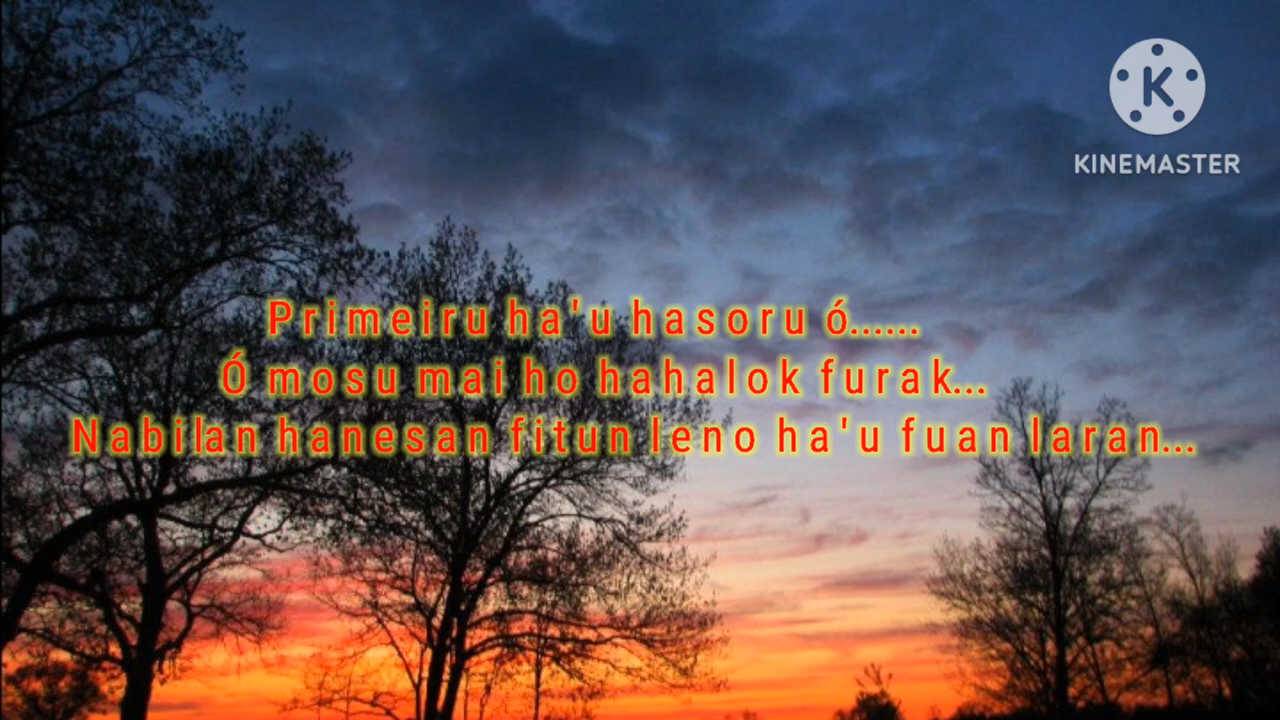 KINEMASTER
Primeiru ha'u hasoru ó......
Ó mosu mai ho hahalok furak...
Nabilan hanesan fitun leno ha'u fuan laran...